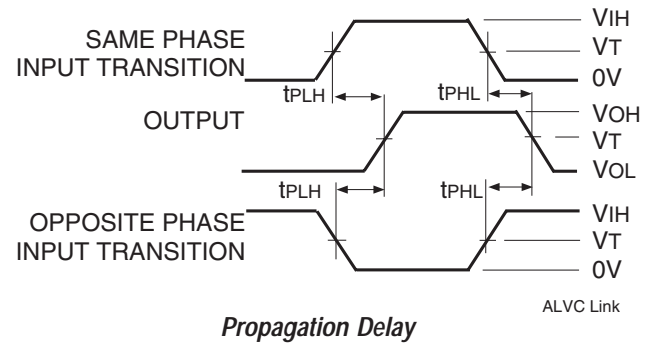 SAME PHASE
INPUT TRANSITION
VIH
VT
0V
tPLH
tPHL
OUTPUT
VOH
VT
VOL
tPLH
tPHL
OPPOSITE PHASE
INPUT TRANSITION
VIH
VT
0V
ALVC Link
Propagation Delay